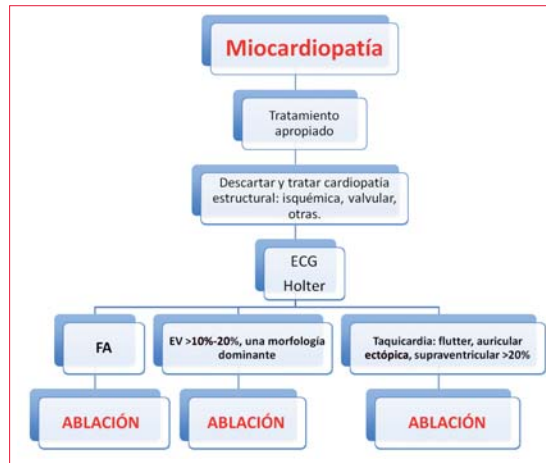 Miocardiopatía
Tratamiento
apropiado
Descartar y tratar cardiopatía
estructural: isquémica, valvular,
otras.
ECG
Holter
FA
EV >10%-20%, una morfología
dominante
Taquicardia: flutter, auricular
ectópica, supraventricular >20%
ABLACIÓN
ABLACIÓN
ABLACIÓN